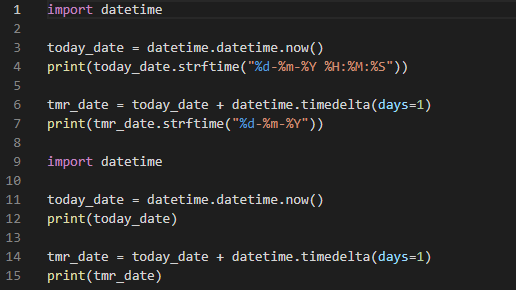 1 import datetime
2
3 today_date = datetime.datetime.now()
4 print(today_date.strftime("%d-%m-%Y %H:%M:%S"))
5
6 tmr_date = today_date + datetime.timedelta(days=1)
7 print(tmr_date.strftime("%d-%m-%Y"))
8
9 import datetime
10
11 today_date = datetime.datetime.now()
12 print(today_date)
13
14 tmr_date = today_date + datetime.timedelta(days=1)
15 print(tmr_date)